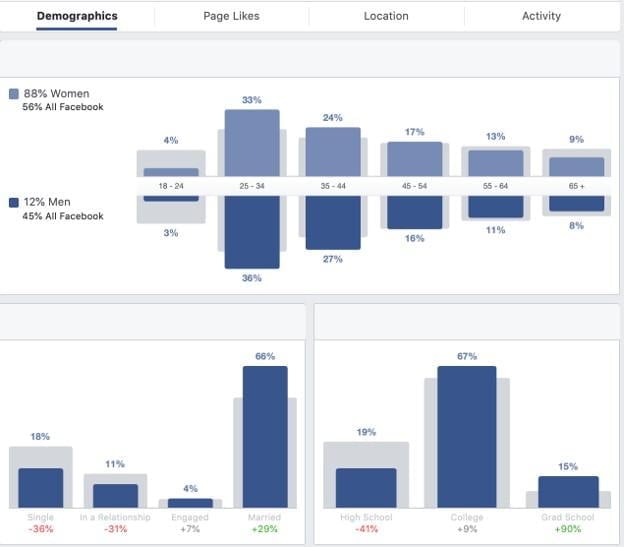 Demographics Page Likes Location Activity
88% Women
56% All Facebook
4% 33% 24% 17% 13% 9%
18 - 24 25 - 34 35 - 44 45 - 54 55 - 64 65 +
12% Men
45% All Facebook
3% 36% 27% 16% 11% 8%
18% 11% 4% 66%
Single In a Relationship Engaged Married
-36% -31% +7% +29%
19% 67% 15%
High School College Grad School
-41% +9% +90%